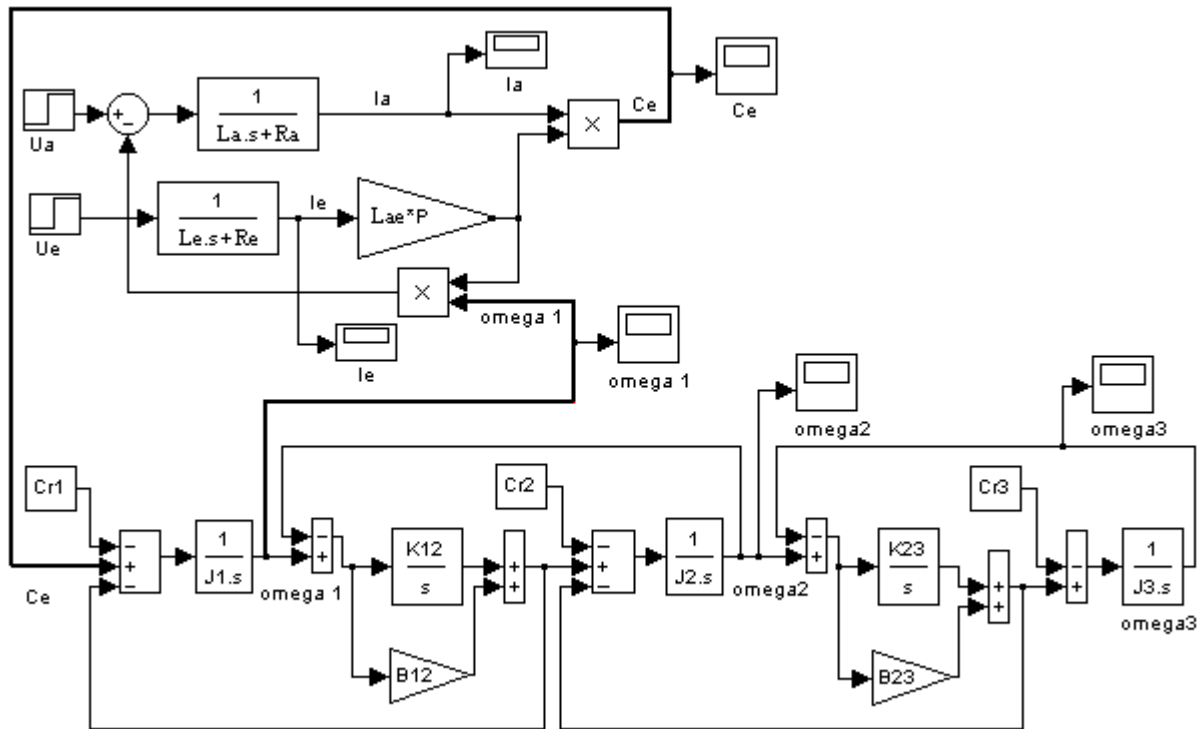 Ua
+
−
1
La.s+Ra
Ia
Ia
×
Ce
Ce
Ue
1
Le.s+Re
Ie
Lae*P
×
omega 1
Ie
omega 1
omega2
omega3
Cr1
−
+
−
Ce
1
J1.s
omega 1
−
+
K12
s
B12
+
+
Cr2
−
+
−
1
J2.s
omega2
−
+
K23
s
B23
+
+
Cr3
−
+
1
J3.s
omega3